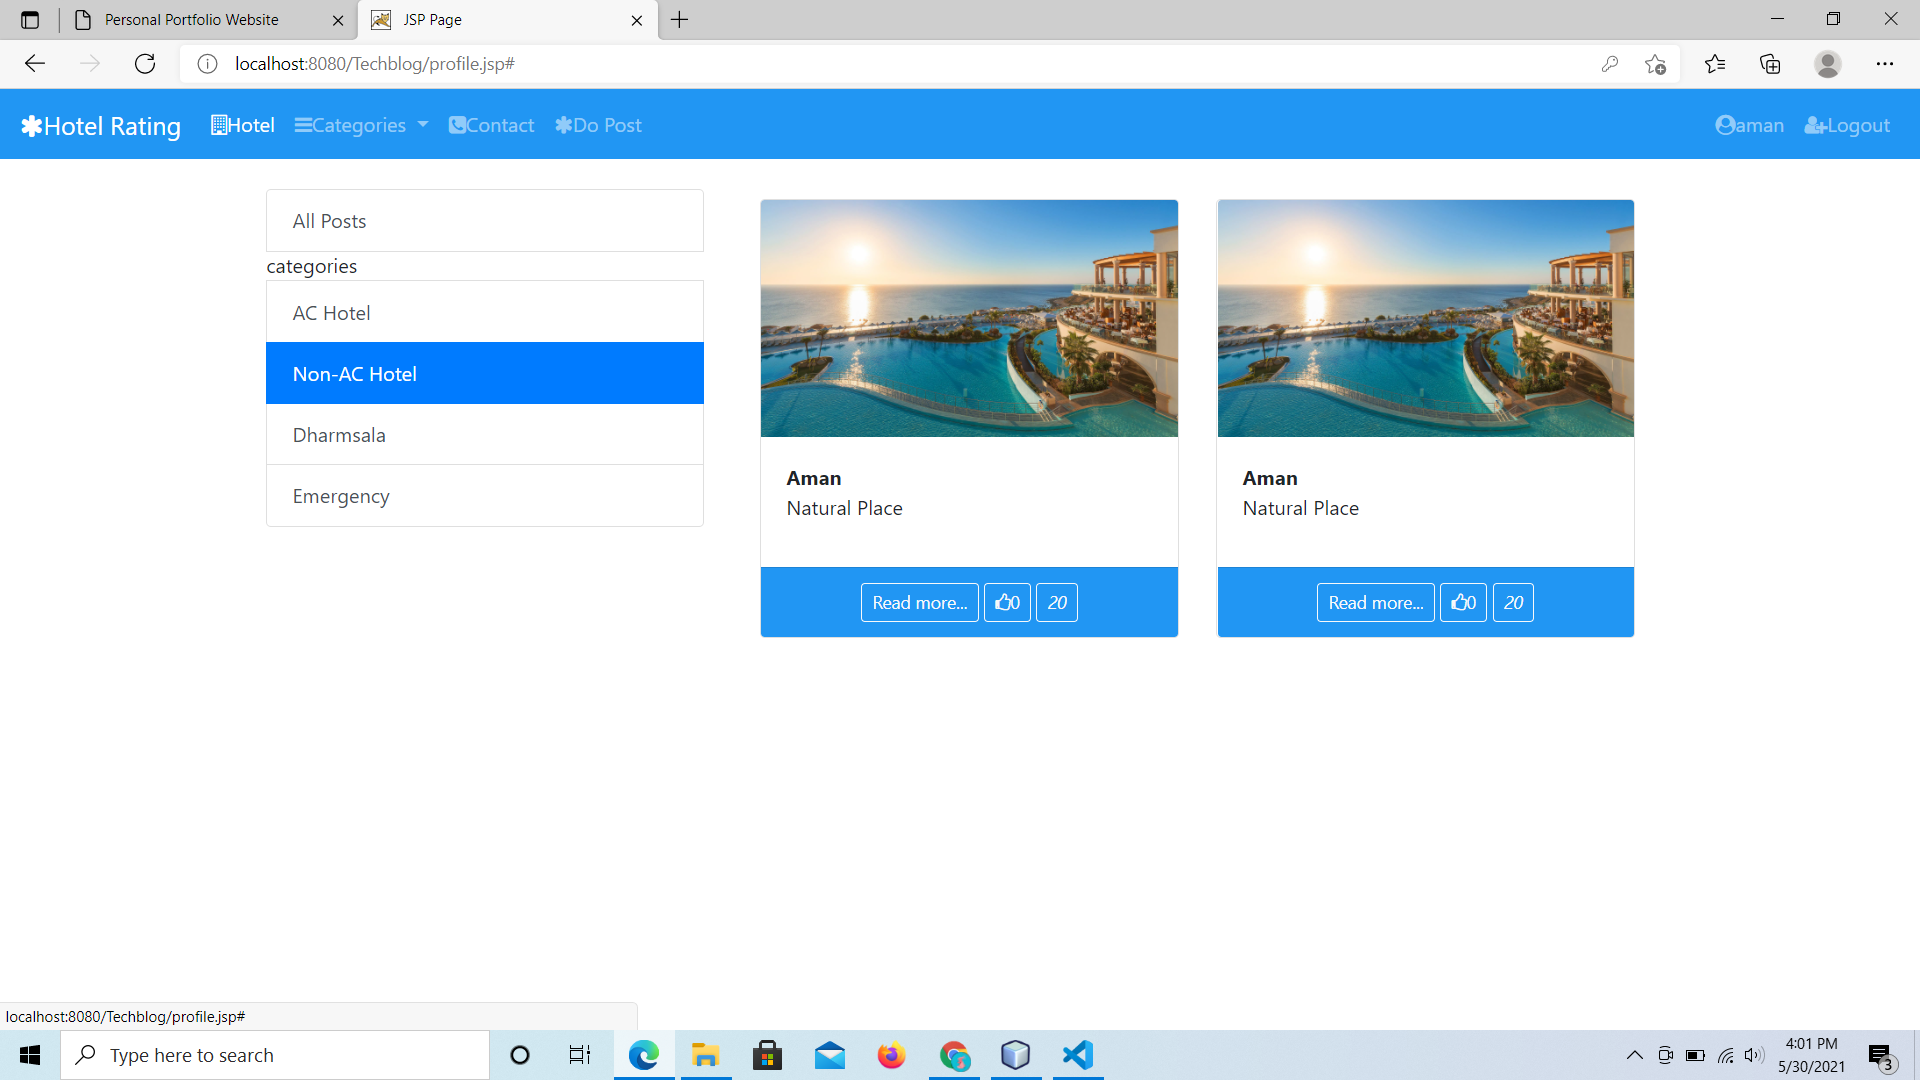 Personal Portfolio Website
JSP Page
localhost:8080/Techblog/profile.jsp#
Hotel Rating
Hotel
Categories
Contact
Do Post
aman
Logout
All Posts
categories
AC Hotel
Non-AC Hotel
Dharmsala
Emergency
Aman
Natural Place
Read more...
0
20
Aman
Natural Place
Read more...
0
20
localhost:8080/Techblog/profile.jsp#
Type here to search
4:01 PM
5/30/2021
3